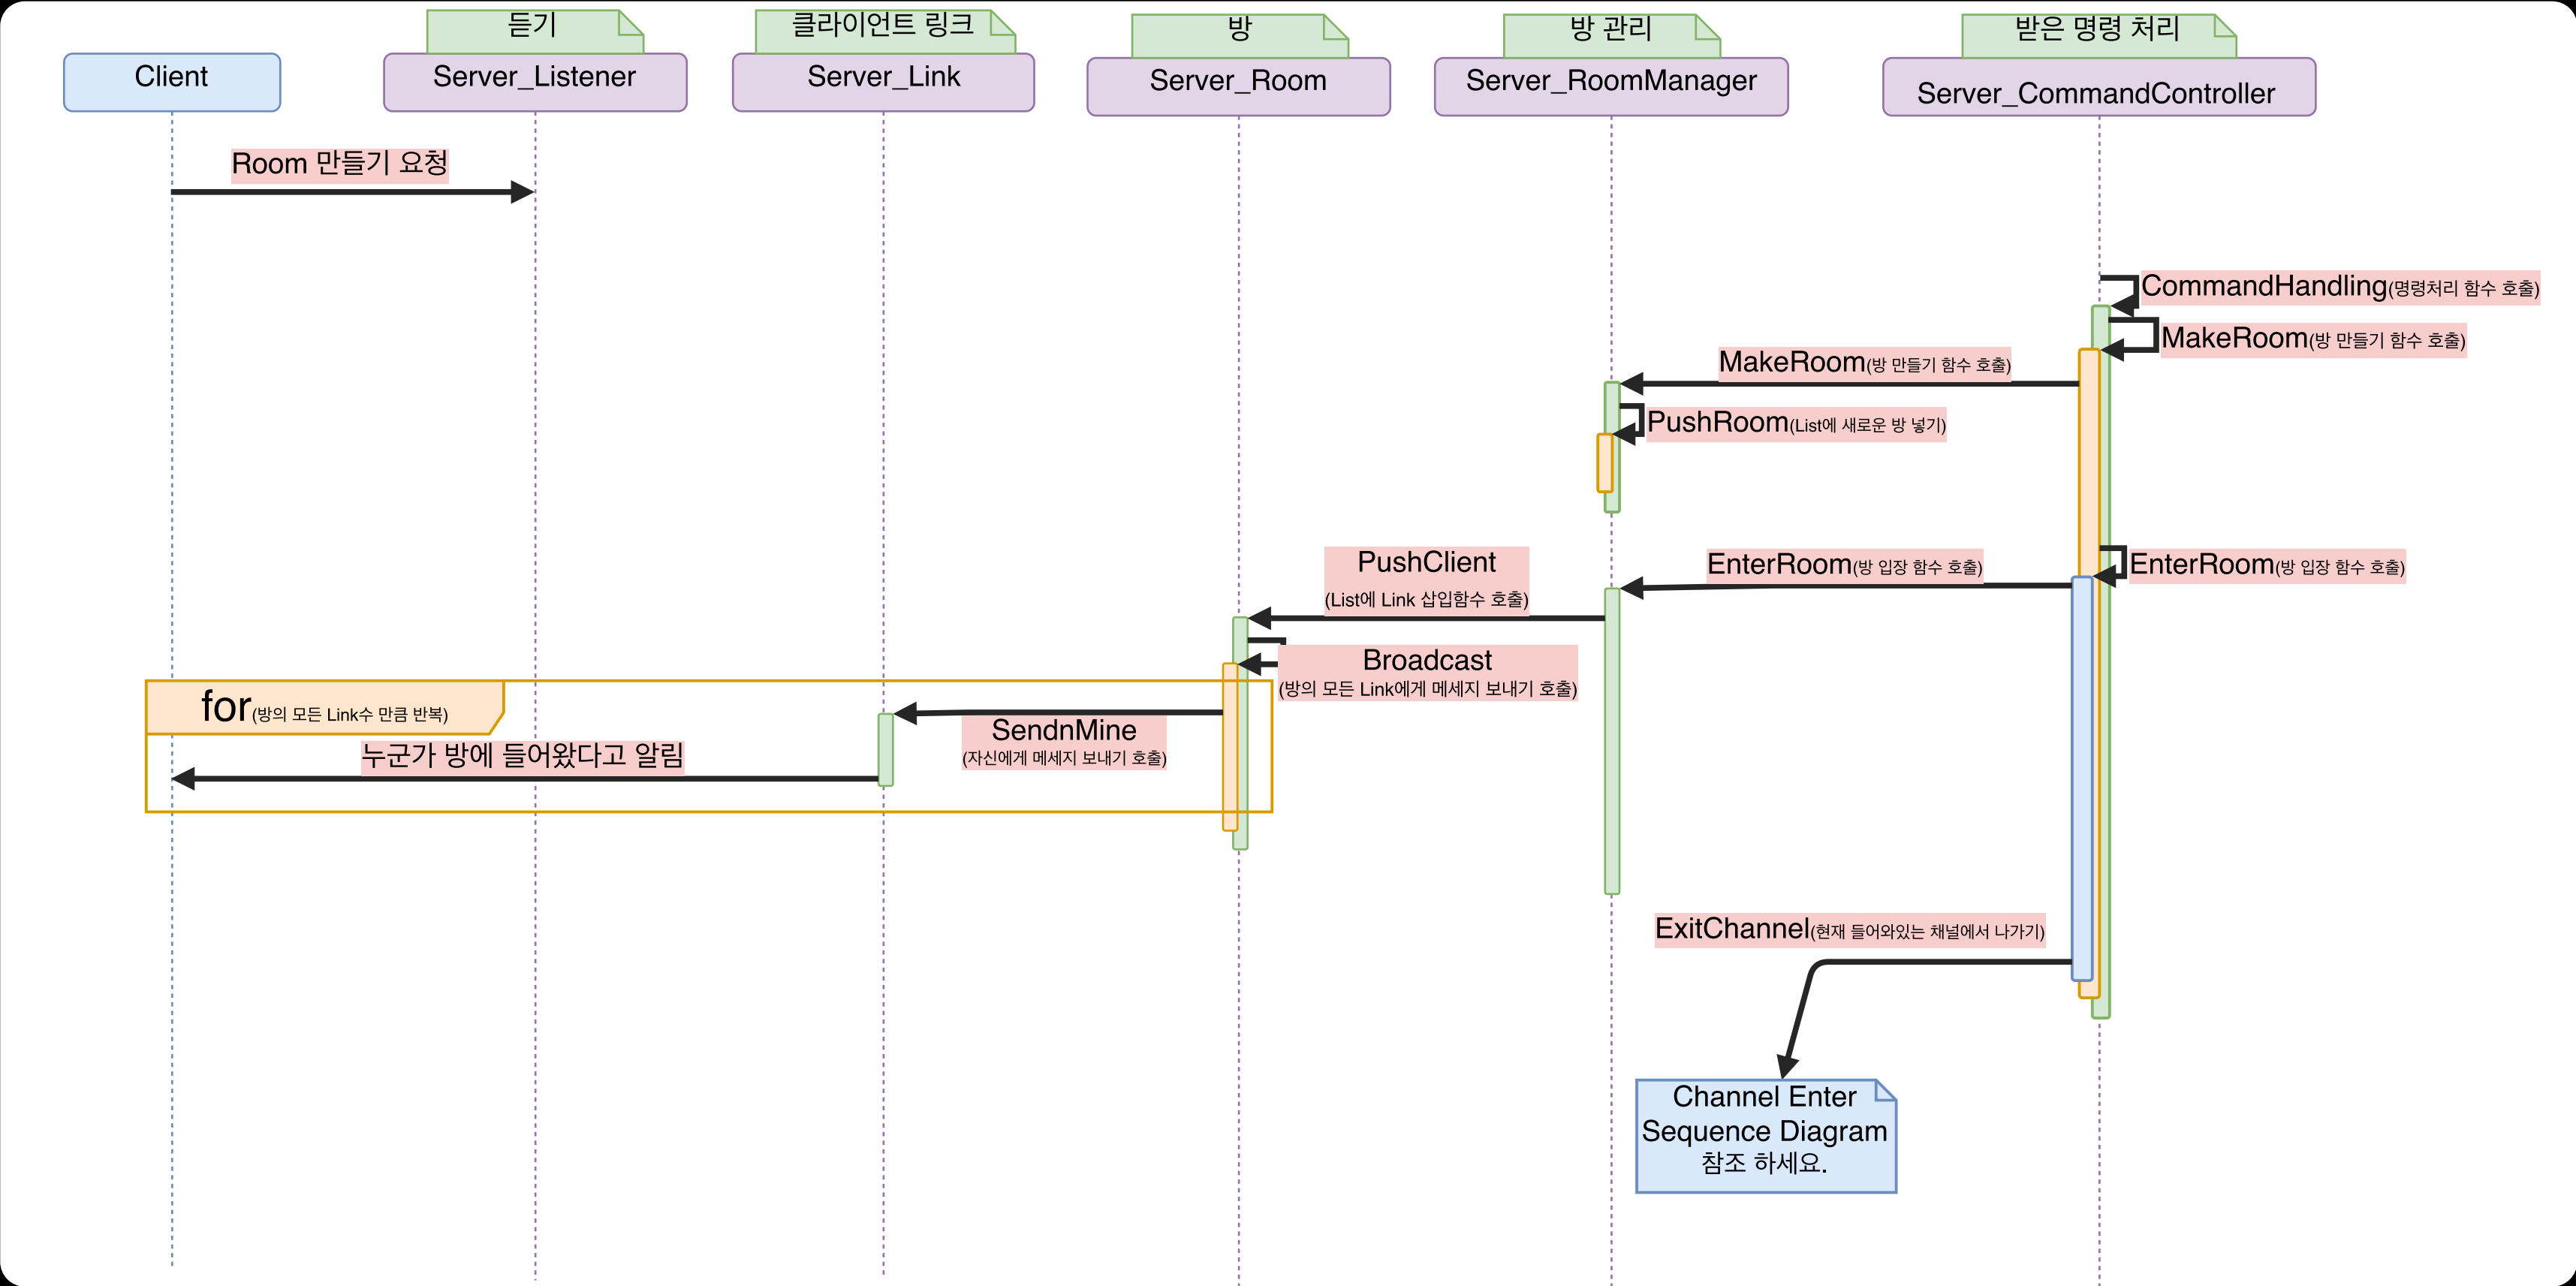 듣기
클라이언트 링크
방
방 관리
받은 명령 처리
Client
Server_Listener
Server_Link
Server_Room
Server_RoomManager
Server_CommandController
Room 만들기 요청
CommandHandling(명령처리 함수 호출)
MakeRoom(방 만들기 함수 호출)
MakeRoom(방 만들기 함수 호출)
PushRoom(List에 새로운 방 넣기)
PushClient
(List에 Link 삽입함수 호출)
EnterRoom(방 입장 함수 호출)
EnterRoom(방 입장 함수 호출)
Broadcast
(방의 모든 Link에게 메세지 보내기 호출)
for(방의 모든 Link수 만큼 반복)
SendnMine
(자신에게 메세지 보내기 호출)
누군가 방에 들어왔다고 알림
ExitChannel(현재 들어와있는 채널에서 나가기)
Channel Enter
Sequence Diagram
참조 하세요.